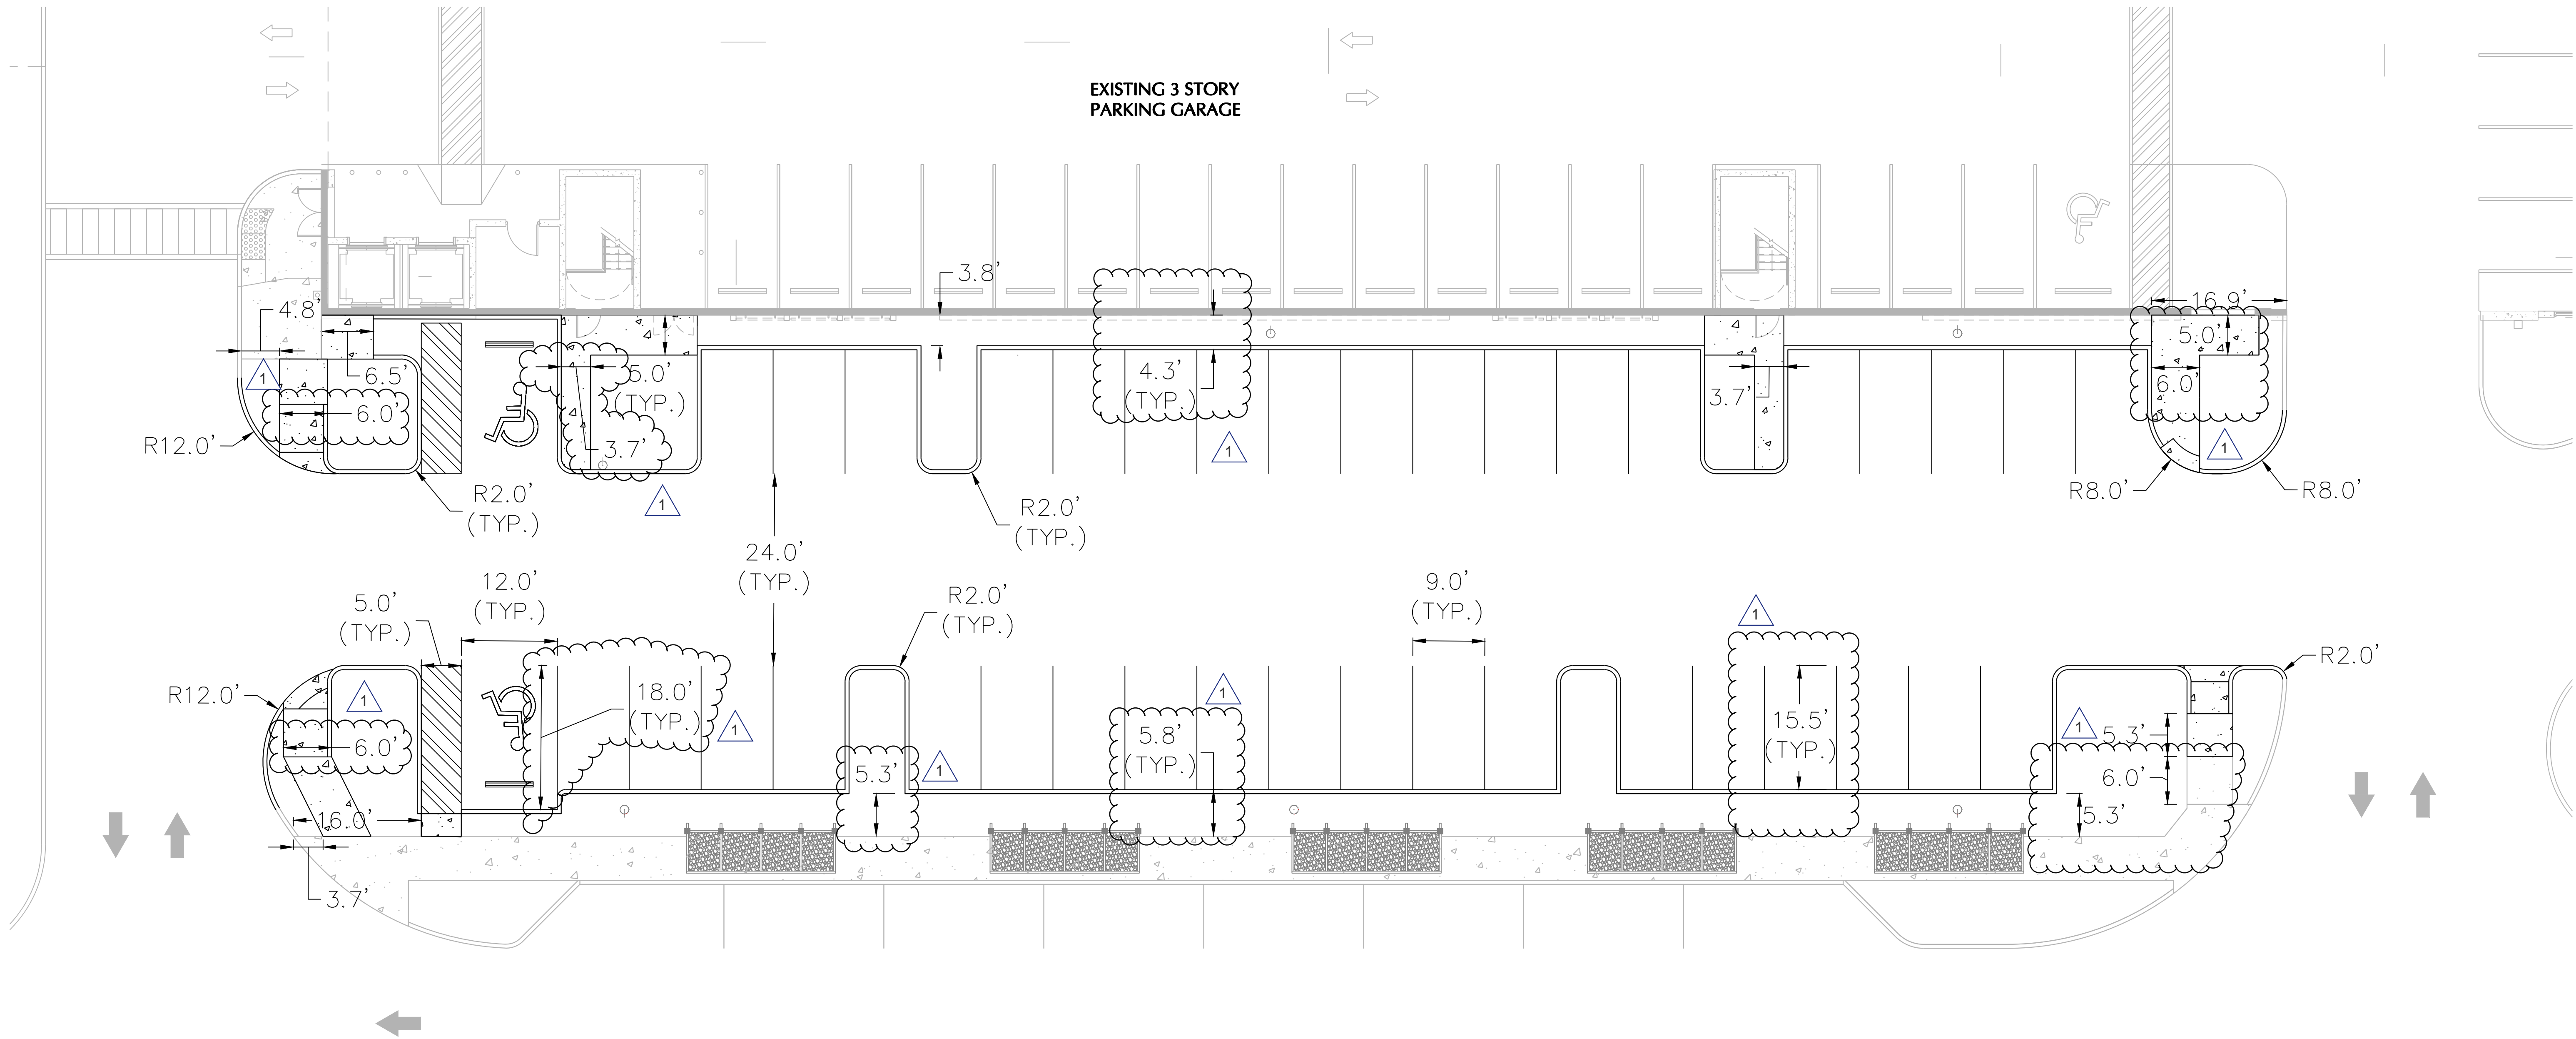 EXISTING 3 STORY
PARKING GARAGE
3.8'
16.9'
4.8'
5.0'
6.5'
5.0'
(TYP.)
4.3'
(TYP.)
1
6.0'
3.7'
6.0'
R12.0'
3.7'
1
1
R8.0'
R8.0'
R2.0'
(TYP.)
1
R2.0'
(TYP.)
24.0'
(TYP.)
12.0'
(TYP.)
9.0'
(TYP.)
5.0'
(TYP.)
R2.0'
(TYP.)
1
R2.0'
R12.0'
1
18.0'
(TYP.)
1
1
15.5'
(TYP.)
1
5.3'
6.0'
5.8'
(TYP.)
5.3'
1
6.0'
16.0'
5.3'
3.7'